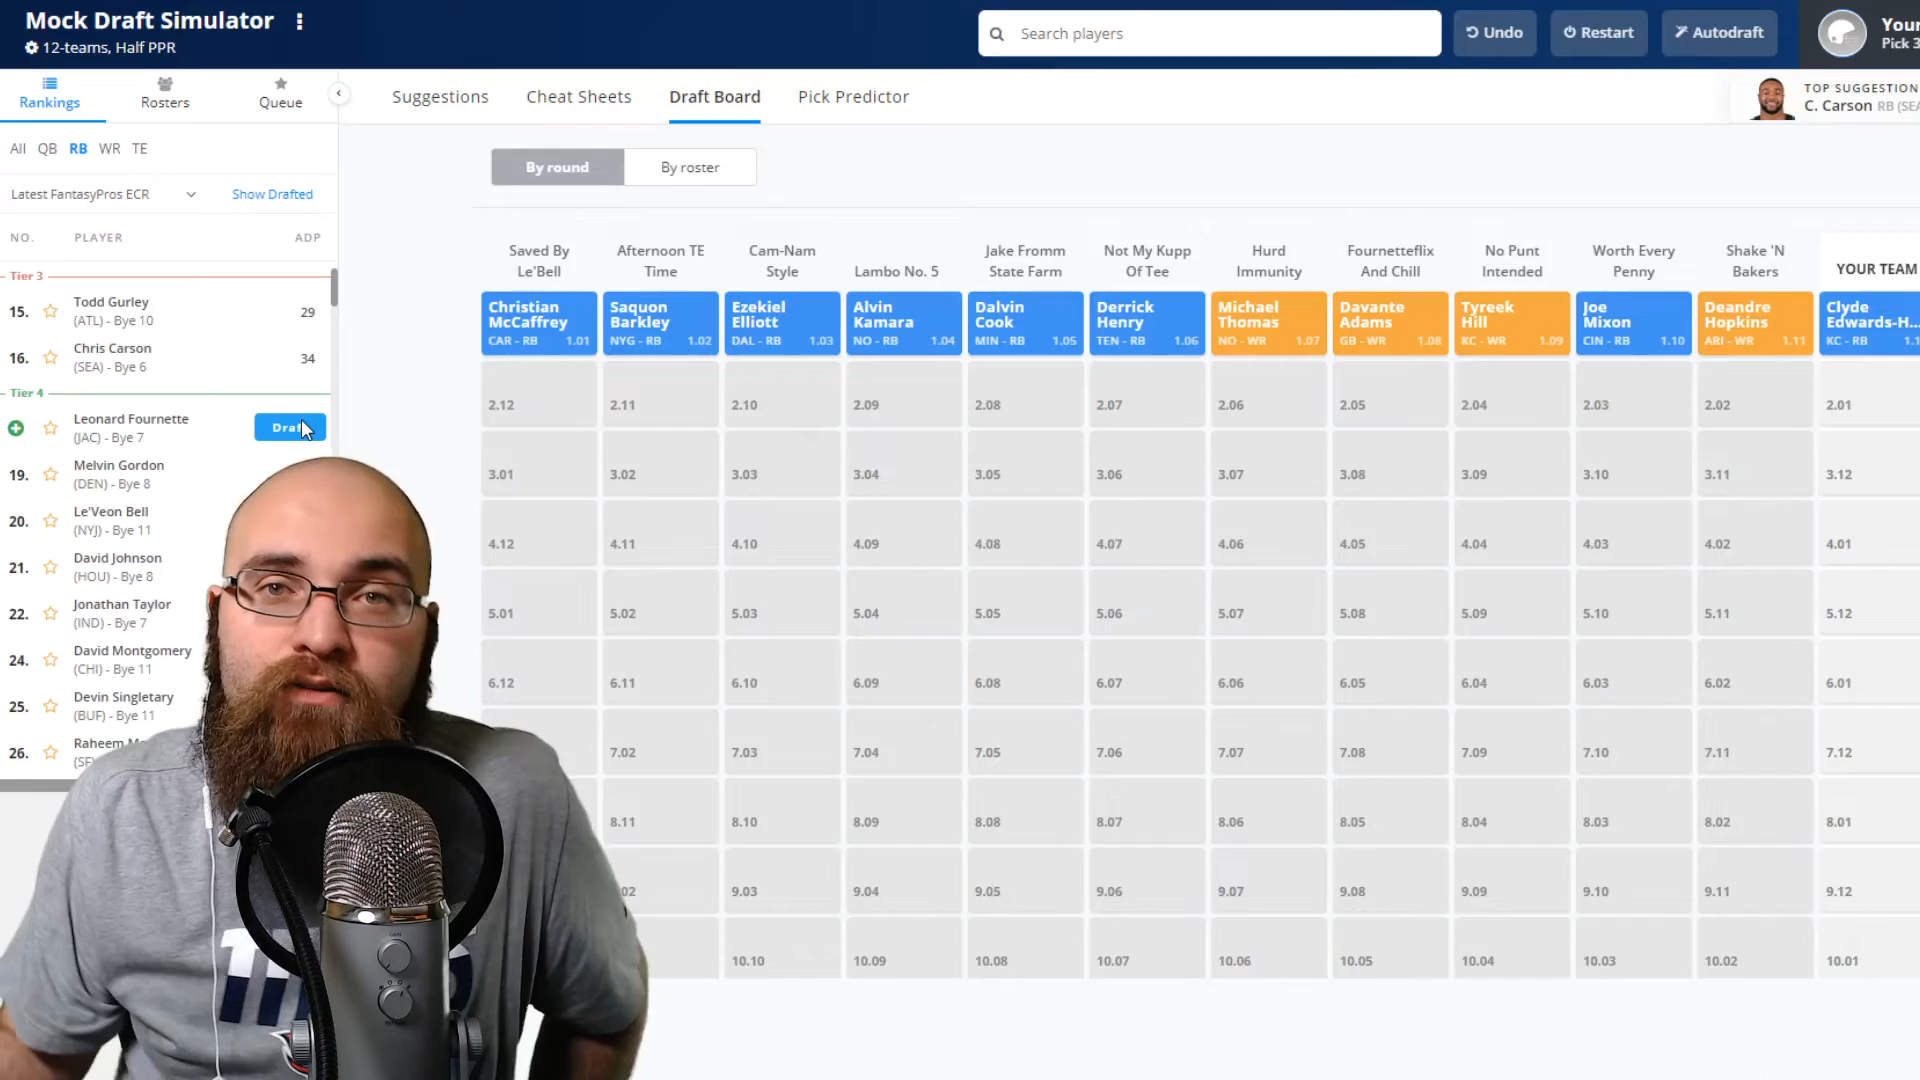 Mock Draft Simulator
12-teams, Half PPR
Search players
Undo
Restart
Autodraft
Your
Pick 3
Rankings
Rosters
Queue
Suggestions
Cheat Sheets
Draft Board
Pick Predictor
TOP SUGGESTION
C. Carson RB (SEA
All QB RB WR TE
Latest FantasyPros ECR
Show Drafted
NO. PLAYER ADP
Tier 3
15. Todd Gurley
(ATL) - Bye 10
29
16. Chris Carson
(SEA) - Bye 6
34
Tier 4
Leonard Fournette
(JAC) - Bye 7
19. Melvin Gordon
(DEN) - Bye 8
20. Le'Veon Bell
(NYJ) - Bye 11
21. David Johnson
(HOU) - Bye 8
22. Jonathan Taylor
(IND) - Bye 7
24. David Montgomery
(CHI) - Bye 11
25. Devin Singletary
(BUF) - Bye 11
26. Raheem
By round
By roster
Saved By
Le'Bell
Afternoon TE
Time
Cam-Nam
Style
Lambo No. 5
Jake Fromm
State Farm
Not My Kupp
Of Tee
Hurd
Immunity
Fournetteflix
And Chill
No Punt
Intended
Worth Every
Penny
Shake 'N
Bakers
YOUR TEAM
Christian
McCaffrey
CAR - RB 1.01
Saquon
Barkley
NYG - RB 1.02
Ezekiel
Elliott
DAL - RB 1.03
Alvin
Kamara
NO - RB 1.04
Dalvin
Cook
MIN - RB 1.05
Derrick
Henry
TEN - RB 1.06
Michael
Thomas
NO - WR 1.07
Davante
Adams
GB - WR 1.08
Tyreek
Hill
KC - WR 1.09
Joe
Mixon
CIN - RB 1.10
Deandre
Hopkins
ARI - WR 1.11
Clyde
Edwards-H...
KC - RB
2.12 2.11 2.10 2.09 2.08 2.07 2.06 2.05 2.04 2.03 2.02 2.01
3.01 3.02 3.03 3.04 3.05 3.06 3.07 3.08 3.09 3.10 3.11 3.12
4.12 4.11 4.10 4.09 4.08 4.07 4.06 4.05 4.04 4.03 4.02 4.01
5.01 5.02 5.03 5.04 5.05 5.06 5.07 5.08 5.09 5.10 5.11 5.12
6.12 6.11 6.10 6.09 6.08 6.07 6.06 6.05 6.04 6.03 6.02 6.01
7.02 7.03 7.04 7.05 7.06 7.07 7.08 7.09 7.10 7.11 7.12
8.11 8.10 8.09 8.08 8.07 8.06 8.05 8.04 8.03 8.02 8.01
9.03 9.04 9.05 9.06 9.07 9.08 9.09 9.10 9.11 9.12
10.10 10.09 10.08 10.07 10.06 10.05 10.04 10.03 10.02 10.01